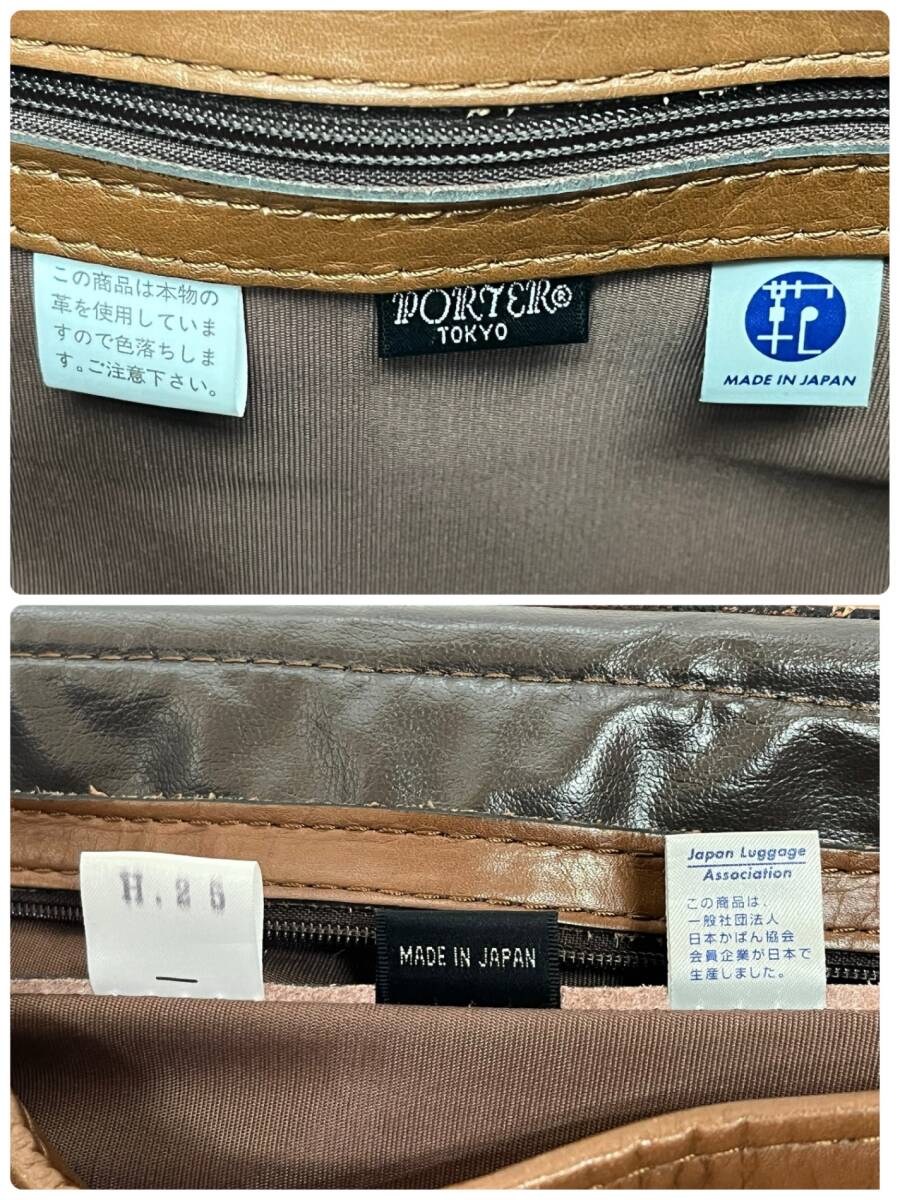 この商品は本物の
革を使用していま
すので色落ちしま
す。ご注意下さい。
PORTER®
TOKYO
MADE IN JAPAN
H.25
MADE IN JAPAN
Japan Luggage
Association
この商品は、
一般社団法人
日本かばん協会
会員企業が日本で
生産しました。